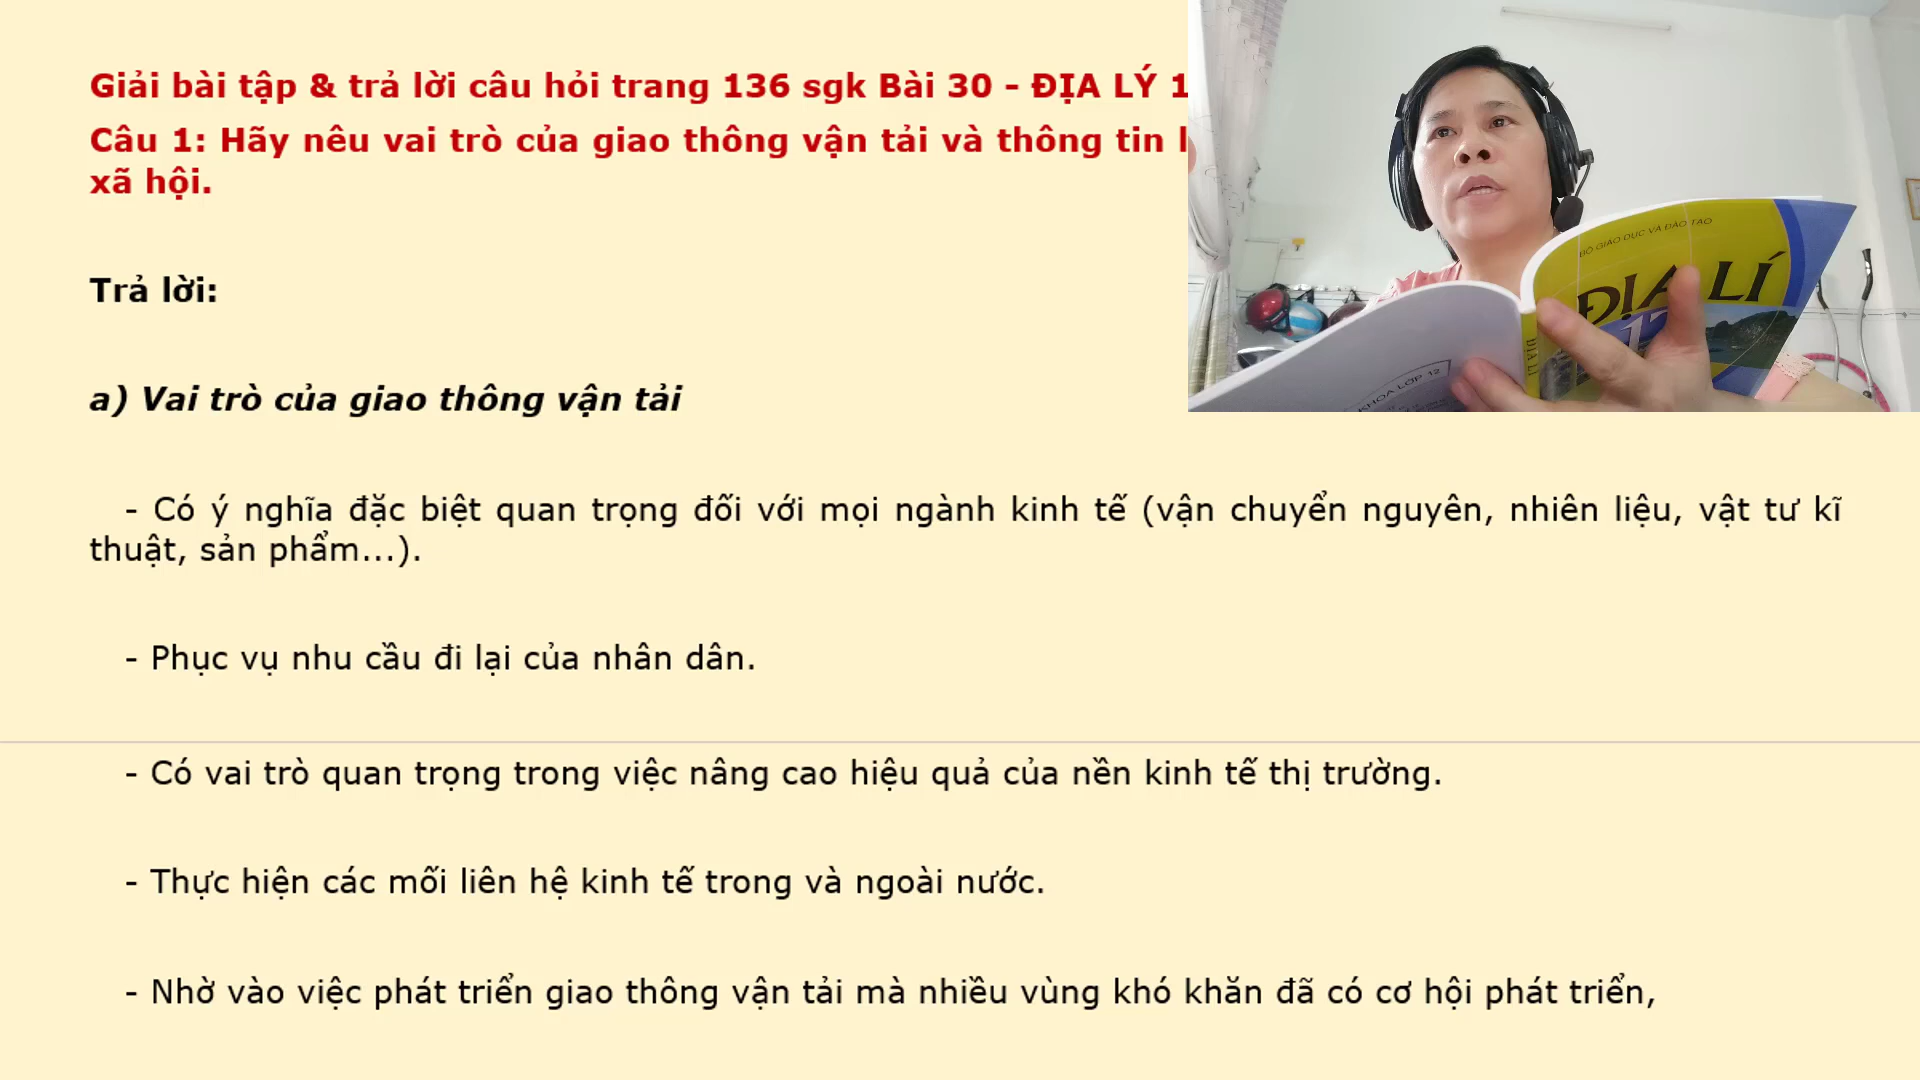 Giải bài tập & trả lời câu hỏi trang 136 sgk Bài 30 - ĐỊA LÝ 1
Câu 1: Hãy nêu vai trò của giao thông vận tải và thông tin l
xã hội.
Trả lời:
a) Vai trò của giao thông vận tải
- Có ý nghĩa đặc biệt quan trọng đối với mọi ngành kinh tế (vận chuyển nguyên, nhiên liệu, vật tư kĩ
thuật, sản phẩm...).
- Phục vụ nhu cầu đi lại của nhân dân.
- Có vai trò quan trọng trong việc nâng cao hiệu quả của nền kinh tế thị trường.
- Thực hiện các mối liên hệ kinh tế trong và ngoài nước.
- Nhờ vào việc phát triển giao thông vận tải mà nhiều vùng khó khăn đã có cơ hội phát triển,
BỘ GIÁO DỤC VÀ ĐÀO TẠO
ĐỊA LÍ
12
ĐỊA LÍ
KHOA LỚP 12